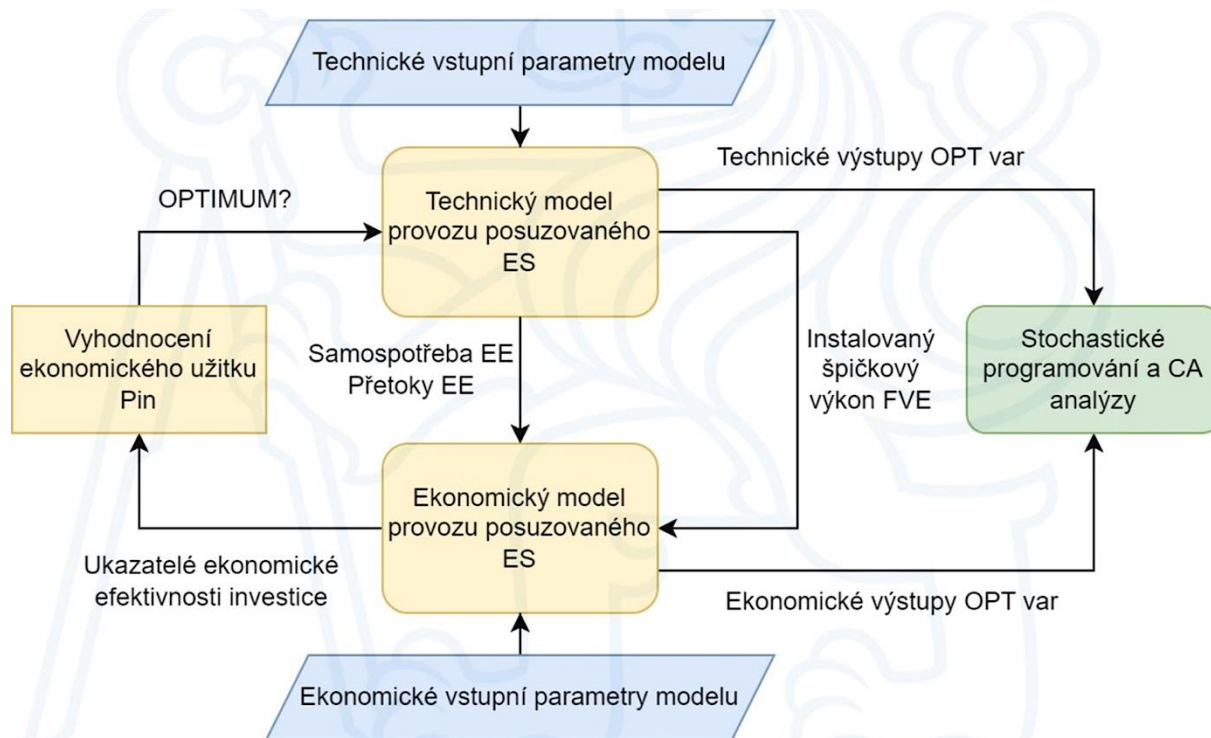 Technické vstupní parametry modelu
Technické výstupy OPT var
OPTIMUM?
Technický model
provozu posuzovaného
ES
Vyhodnocení
ekonomického užitku
Pin
Samospotřeba EE
Přetoky EE
Instalovaný
špičkový
výkon FVE
Stochastické
programování a CA
analýzy
Ekonomický model
provozu posuzovaného
ES
Ukazatelé ekonomické
efektivnosti investice
Ekonomické výstupy OPT var
Ekonomické vstupní parametry modelu